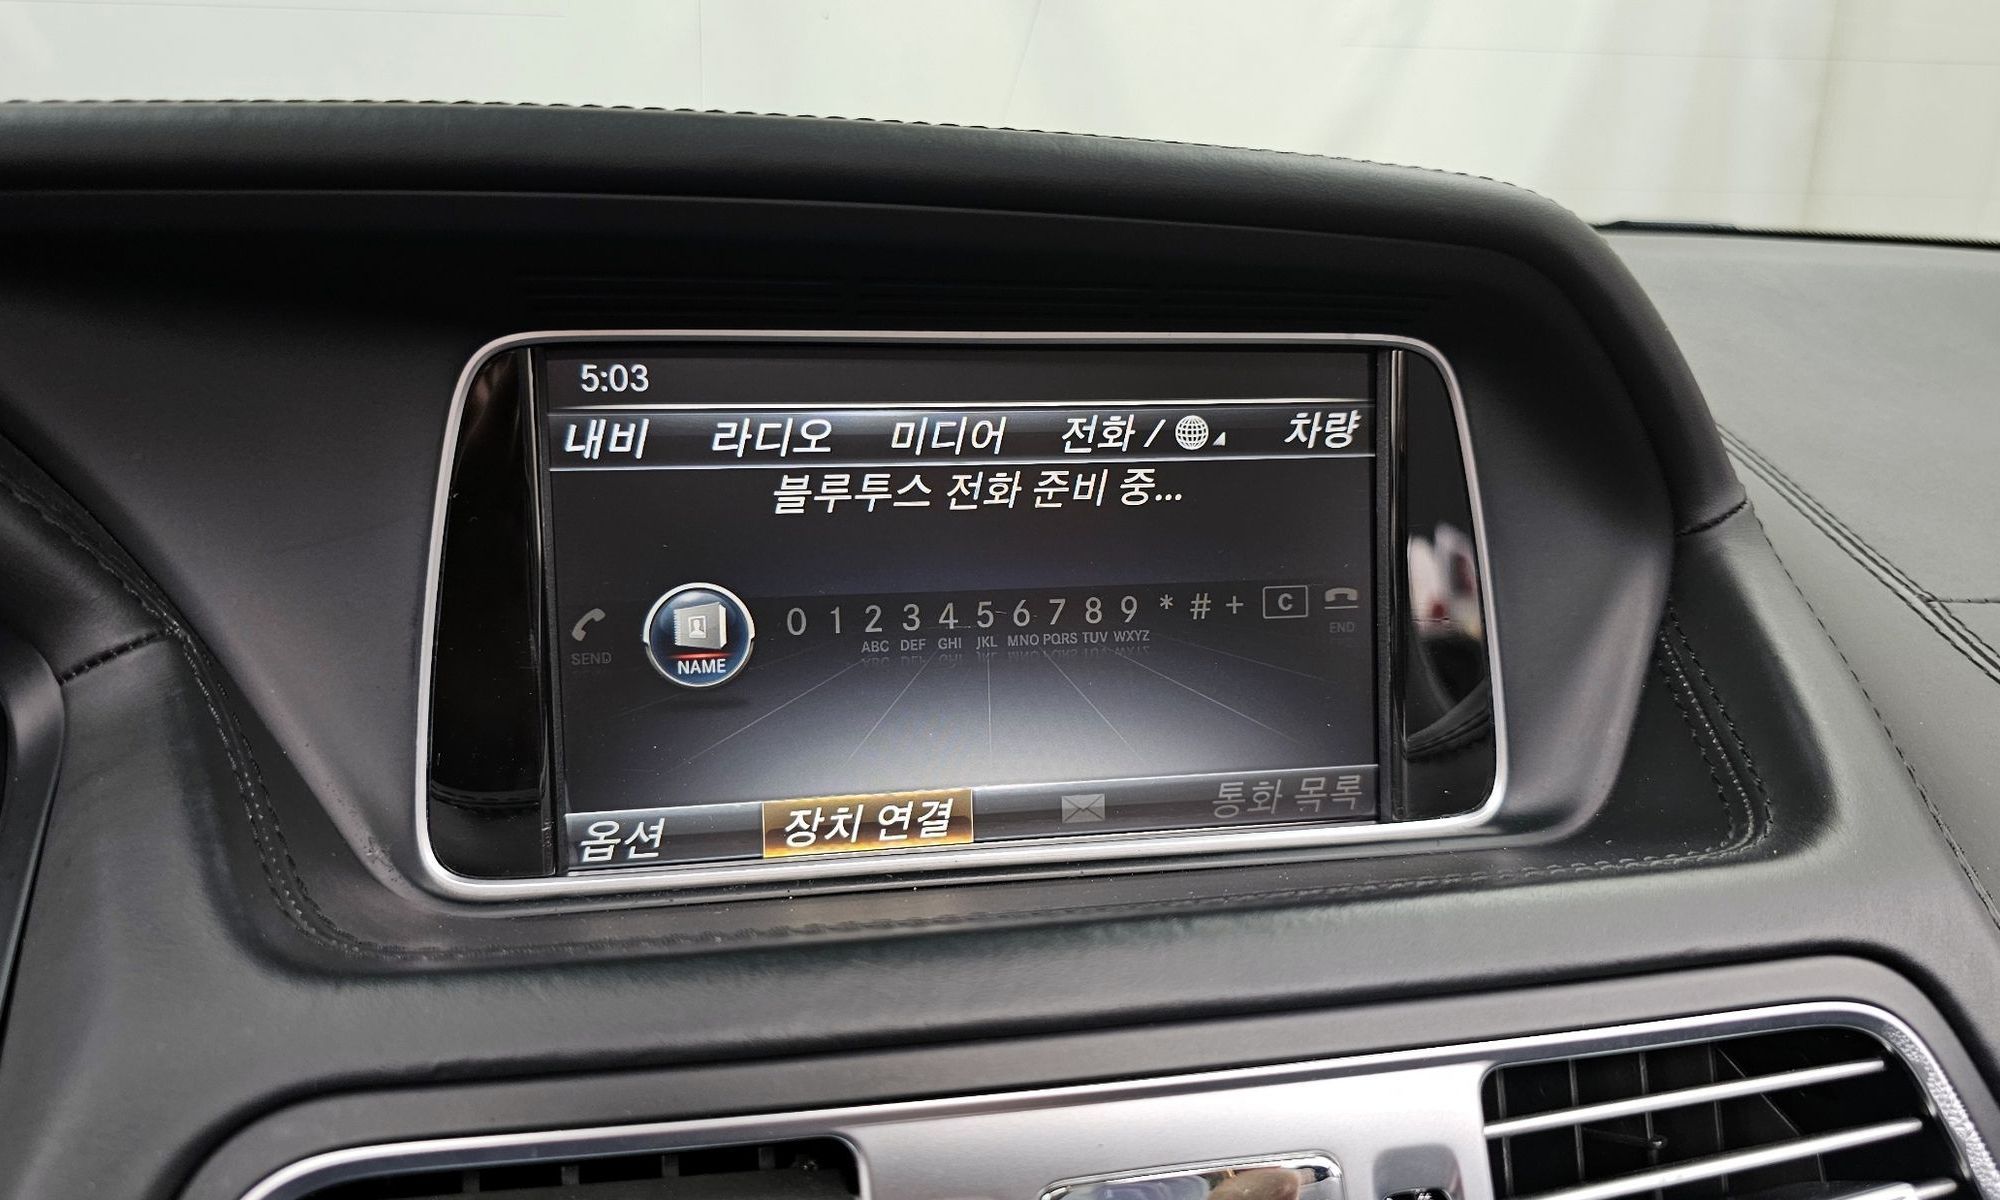 5:03
내비 라디오 미디어 전화 / 차량
블루투스 전화 준비 중...
SEND NAME 0 1 2 3 4 5 6 7 8 9 * # + C END
ABC DEF GHI JKL MNO PQRS TUV WXYZ
옵션 장치 연결 통화 목록